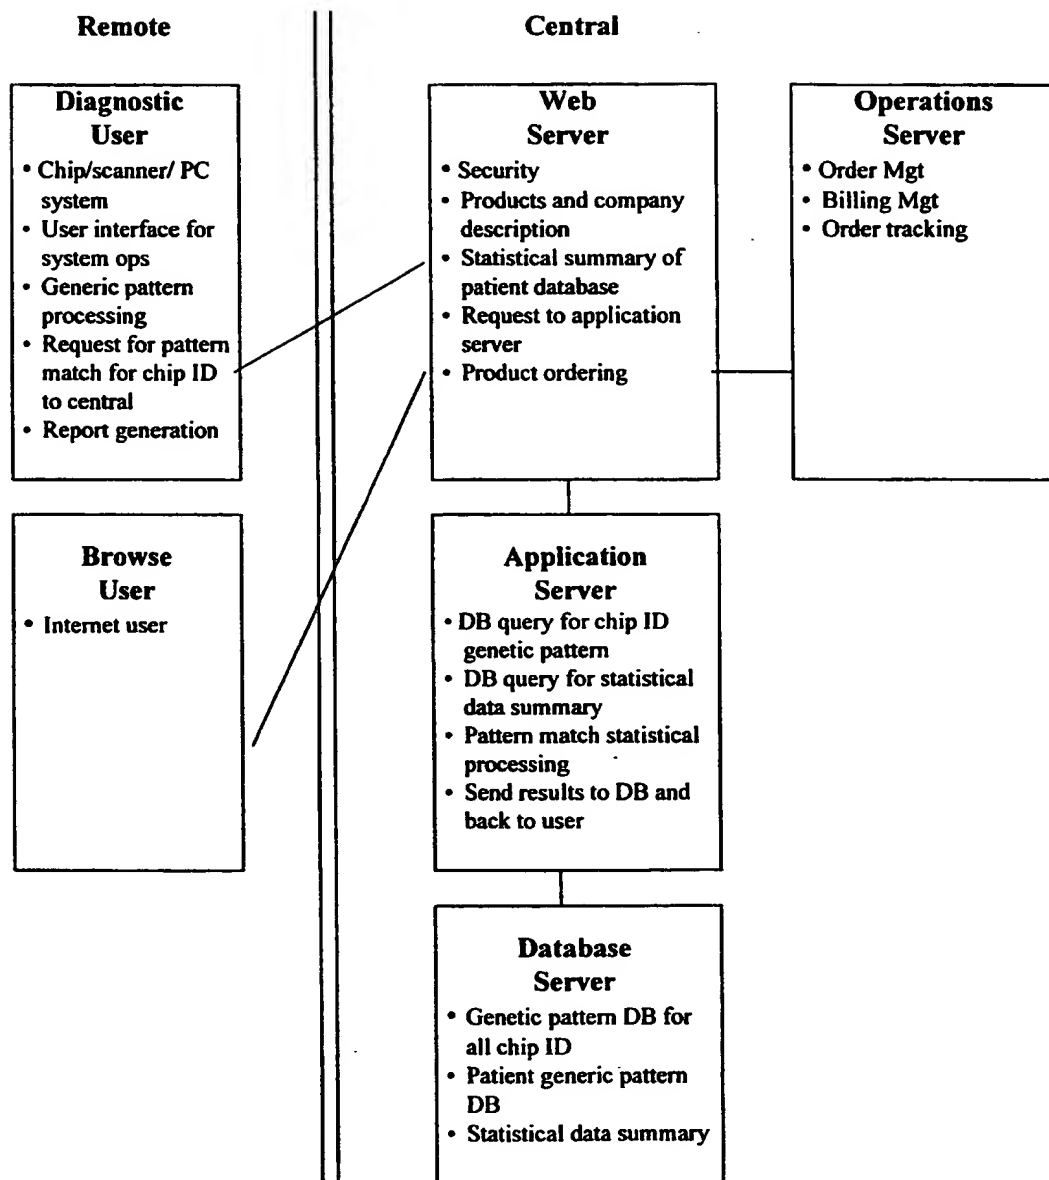 Remote
Central
Diagnostic
User
• Chip/scanner/ PC
system
• User interface for
system ops
• Generic pattern
processing
• Request for pattern
match for chip ID
to central
• Report generation
Web
Server
• Security
• Products and company
description
• Statistical summary of
patient database
• Request to application
server
• Product ordering
Operations
Server
• Order Mgt
• Billing Mgt
• Order tracking
Browse
User
• Internet user
Application
Server
• DB query for chip ID
genetic pattern
• DB query for statistical
data summary
• Pattern match statistical
processing
• Send results to DB and
back to user
Database
Server
• Genetic pattern DB for
all chip ID
• Patient generic pattern
DB
• Statistical data summary